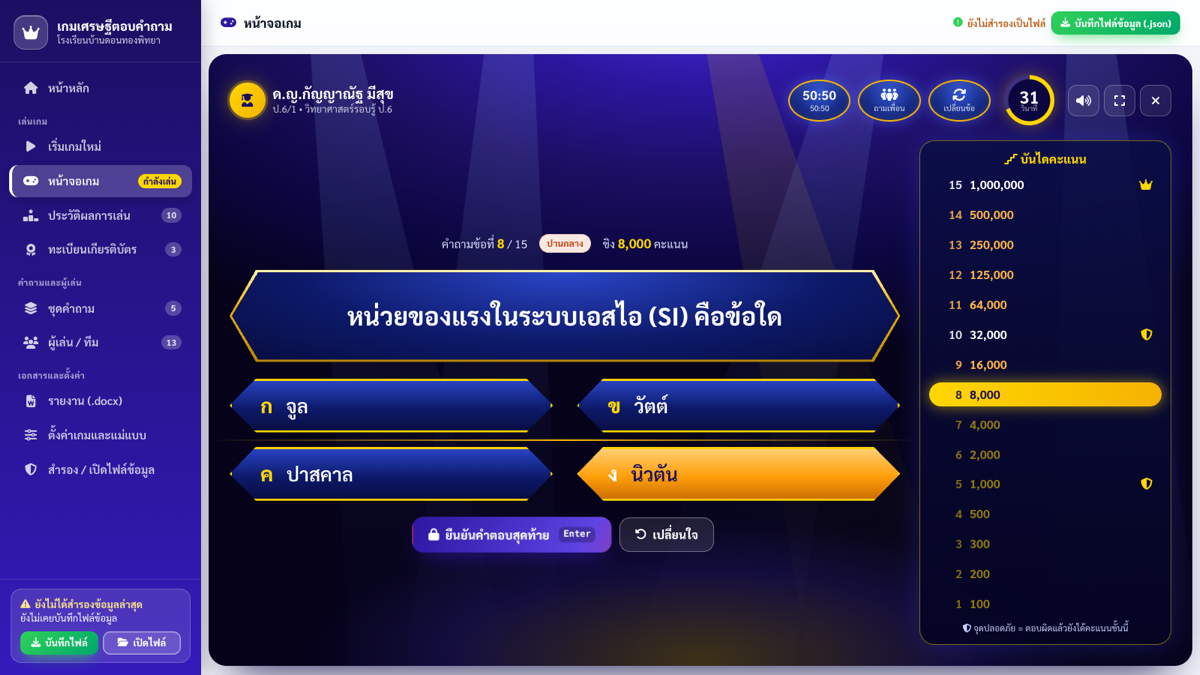 เกมเศรษฐีตอบคำถาม
โรงเรียนบ้านดอนทองพิทยา
หน้าหลัก
เล่นเกม
เริ่มเกมใหม่
หน้าจอเกม กำลังเล่น
ประวัติผลการเล่น 10
ทะเบียนเกียรติบัตร 3
คำถามและผู้เล่น
ชุดคำถาม 5
ผู้เล่น / ทีม 13
เอกสารและตั้งค่า
รายงาน (.docx)
ตั้งค่าเกมและแม่แบบ
สำรอง / เปิดไฟล์ข้อมูล
ยังไม่ได้สำรองข้อมูลล่าสุด
ยังไม่เคยบันทึกไฟล์ข้อมูล
บันทึกไฟล์ เปิดไฟล์
หน้าจอเกม
ยังไม่สำรองเป็นไฟล์ บันทึกไฟล์ข้อมูล (.json)
ด.ญ.กัญญาณัฐ มีสุข
ป.6/1 • วิทยาศาสตร์รอบรู้ ป.6
50:50
50:50
ถามเพื่อน
เปลี่ยนข้อ
31
วินาที
คำถามข้อที่ 8 / 15 ปานกลาง ชิง 8,000 คะแนน
หน่วยของแรงในระบบเอสไอ (SI) คือข้อใด
ก จูล
ข วัตต์
ค ปาสคาล
ง นิวตัน
ยืนยันคำตอบสุดท้าย Enter
เปลี่ยนใจ
บันไดคะแนน
15 1,000,000
14 500,000
13 250,000
12 125,000
11 64,000
10 32,000
9 16,000
8 8,000
7 4,000
6 2,000
5 1,000
4 500
3 300
2 200
1 100
จุดปลอดภัย = ตอบผิดแล้วยังได้คะแนนขั้นนี้